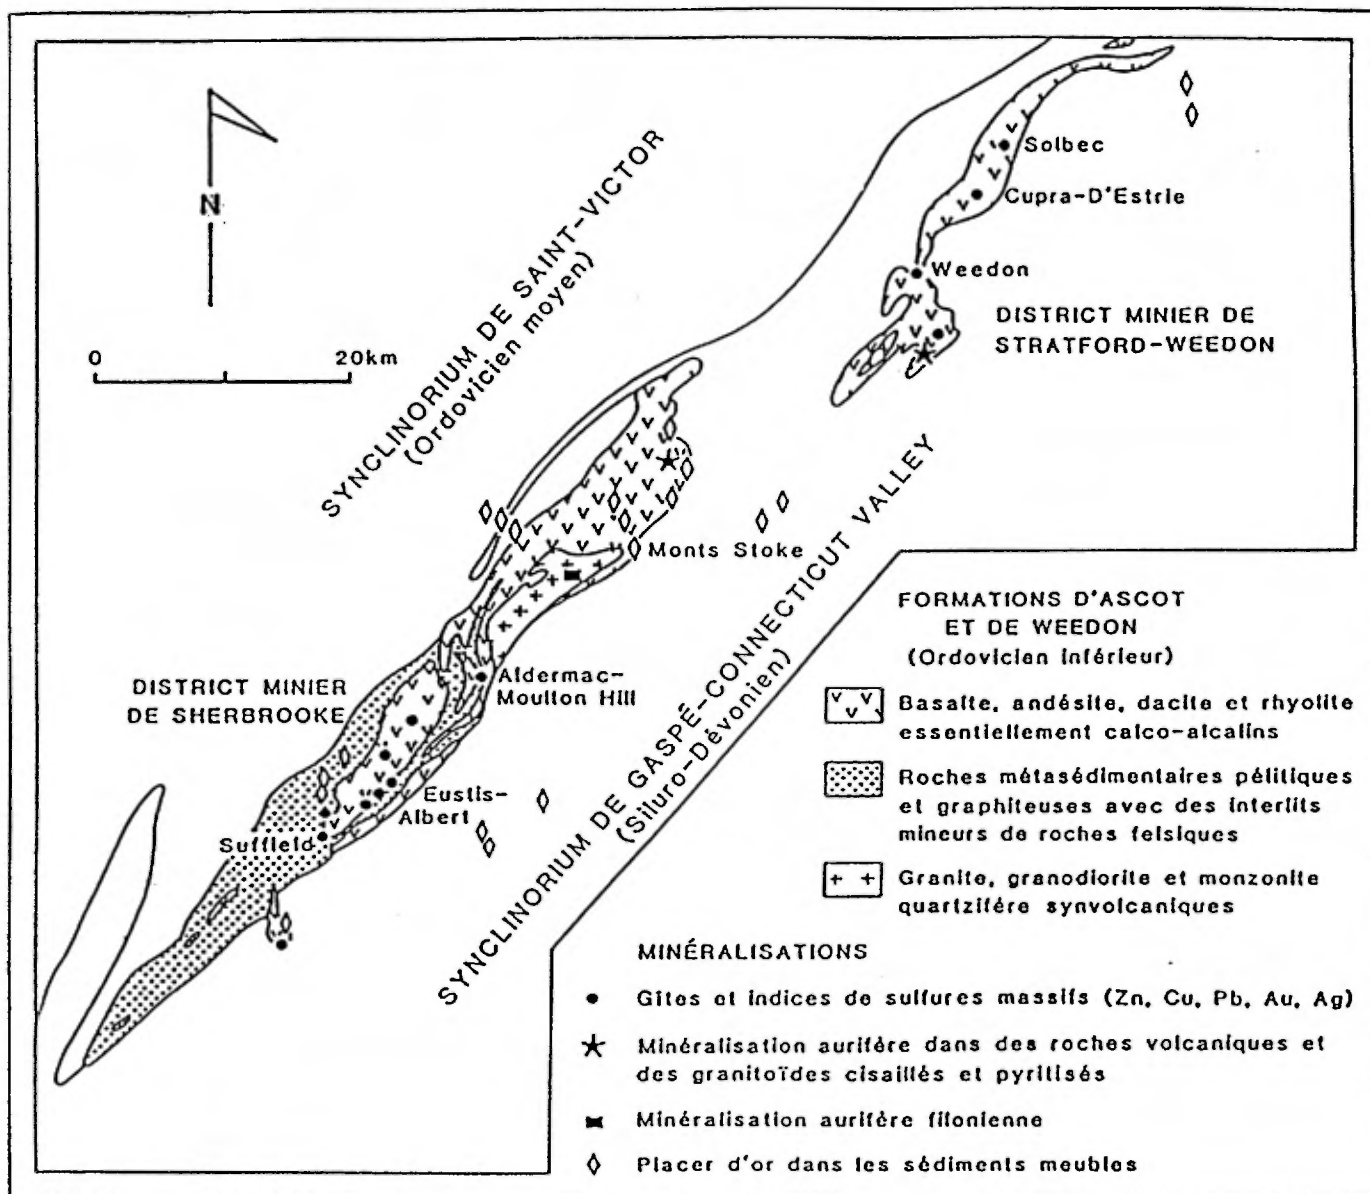 N
0
20km
SYNCLINORIUM DE SAINT-VICTOR
(Ordovicien moyen)
Solbec
Cupra-D'Estrie
Weedon
DISTRICT MINIER DE
STRATFORD-WEEDON
Monts Stoke
Aldermac-
Moulton Hill
DISTRICT MINIER
DE SHERBROOKE
Eustis-
Albert
Suffield
SYNCLINORIUM DE GASPÉ-CONNECTICUT VALLEY
(Siluro-Dévonien)
FORMATIONS D'ASCOT
ET DE WEEDON
(Ordovicien inférieur)
Basalte, andésite, dacite et rhyolite
essentiellement calco-alcalins
Roches métasédimentaires pélitiques
et graphiteuses avec des interlits
mineurs de roches felsiques
Granite, granodiorite et monzonite
quartzifère synvolcaniques
MINÉRALISATIONS
Gîtes et indices de sulfures massifs (Zn, Cu, Pb, Au, Ag)
Minéralisation aurifère dans des roches volcaniques et
des granitoïdes cisaillés et pyritisés
Minéralisation aurifère filonienne
Placer d'or dans les sédiments meubles